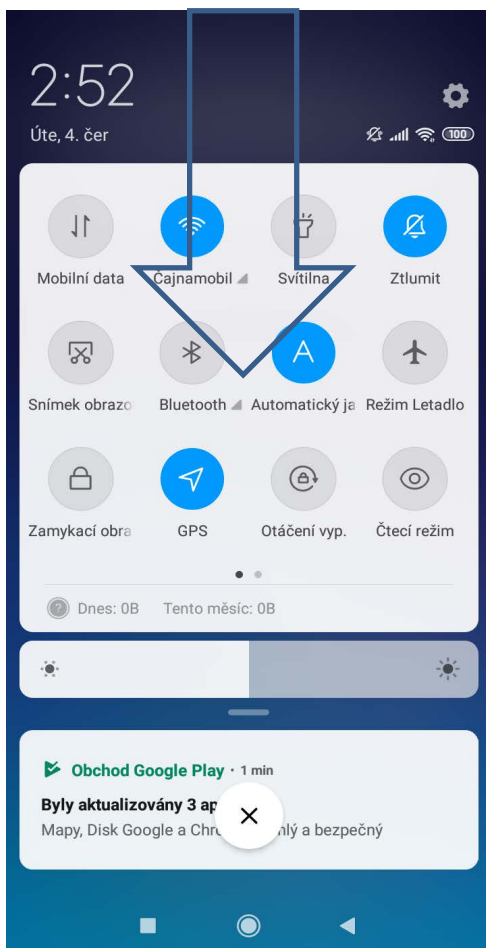 2:52
Úte, 4. čer
100
Mobilní data
Čajnamobil
Svítilna
Ztlumit
Snímek obrazo
Bluetooth
Automatický ja
Režim Letadlo
Zamykací obra
GPS
Otáčení vyp.
Čtecí režim
Dnes: 0B Tento měsíc: 0B
Obchod Google Play · 1 min
Byly aktualizovány 3 ap
Mapy, Disk Google a Chr a bezpečný